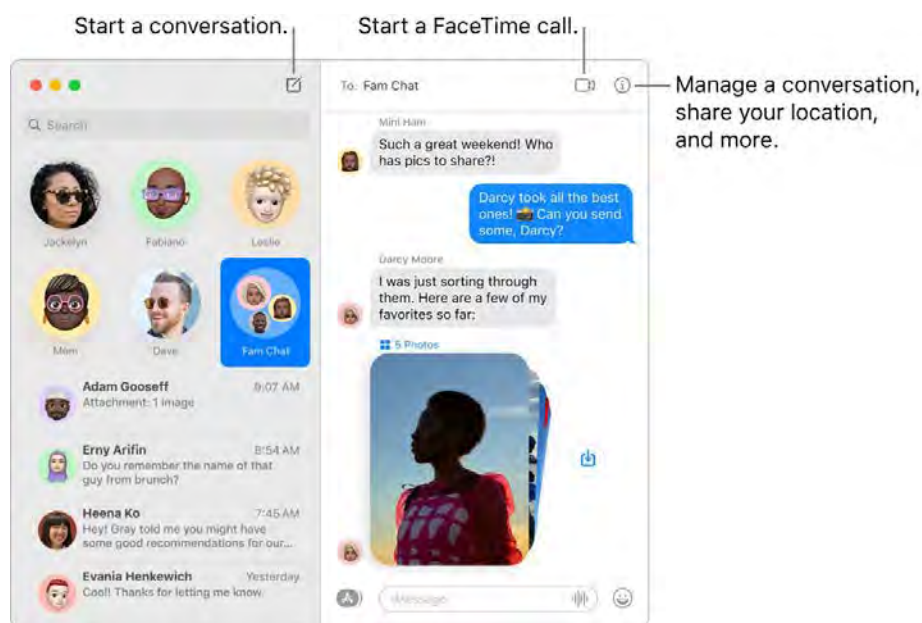 Start a conversation.
Start a FaceTime call.
Manage a conversation,
share your location,
and more.
Search
Jackelyn
Fabiano
Leslie
Mom
Dave
Fam Chat
Adam Gooseff
9:07 AM
Attachment: 1 image
Erny Arifin
8:54 AM
Do you remember the name of that
guy from brunch?
Heena Ko
7:45 AM
Hey! Gray told me you might have
some good recommendations for our...
Evania Henkewich
Yesterday
Cool! Thanks for letting me know.
To: Fam Chat
Mini Ham
Such a great weekend! Who
has pics to share?!
Darcy took all the best
ones! 📸 Can you send
some, Darcy?
Darcy Moore
I was just sorting through
them. Here are a few of my
favorites so far:
5 Photos
iMessage